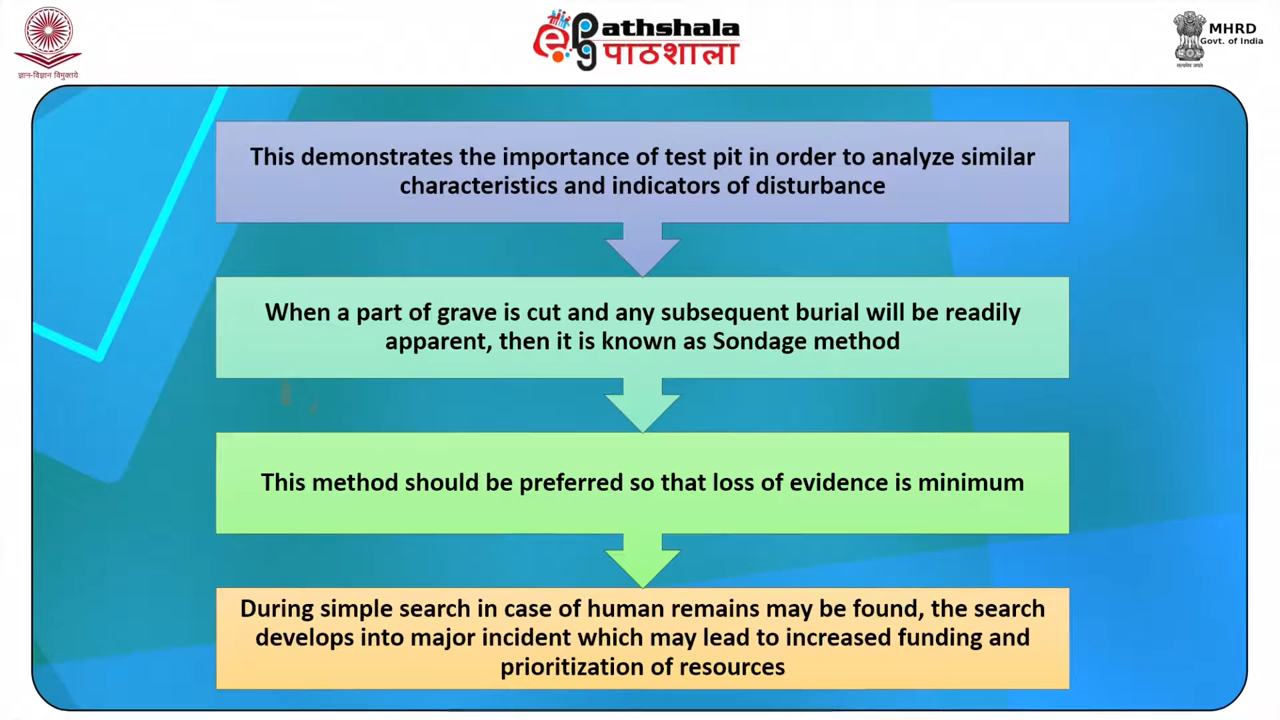 ज्ञान-विज्ञान विमुक्तये
e pg athshala
पाठशाला
MHRD
Govt. of India
सत्यमेव जयते
This demonstrates the importance of test pit in order to analyze similar
characteristics and indicators of disturbance
When a part of grave is cut and any subsequent burial will be readily
apparent, then it is known as Sondage method
This method should be preferred so that loss of evidence is minimum
During simple search in case of human remains may be found, the search
develops into major incident which may lead to increased funding and
prioritization of resources